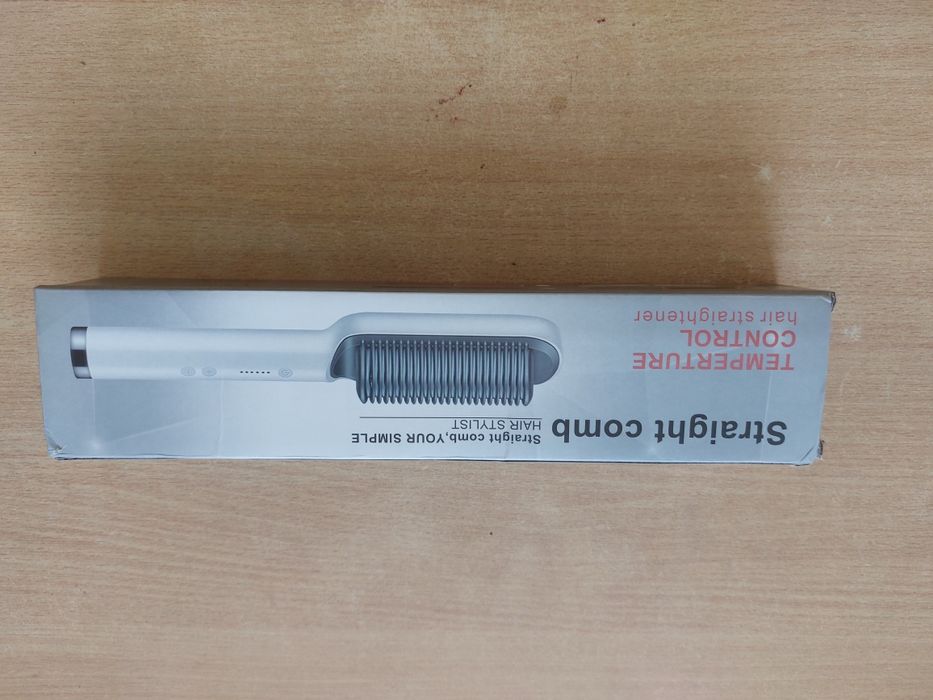 Straight comb
Straight comb,YOUR SIMPLE
HAIR STYLIST
TEMPERTURE
CONTROL
hair straightener